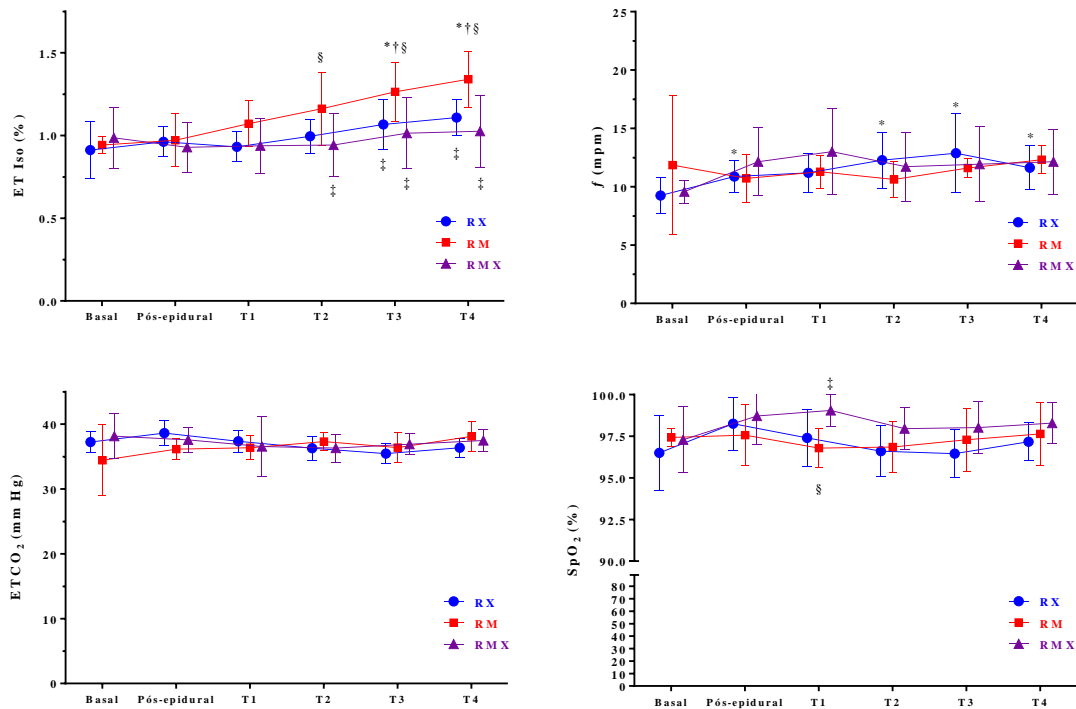 ET Iso (%)
1.5
1.0
0.5
0.0
§
*†§
*†§
‡
‡
‡
‡
‡
RX
RM
RMX
Basal Pós-epidural T1 T2 T3 T4
f (mpm)
25
20
15
10
5
0
*
*
*
*
RX
RM
RMX
Basal Pós-epidural T1 T2 T3 T4
ETCO2 (mm Hg)
40
30
20
10
0
RX
RM
RMX
Basal Pós-epidural T1 T2 T3 T4
SpO2 (%)
100.0
97.5
95.0
92.5
90.0
80
70
60
50
40
30
20
10
0
‡
§
RX
RM
RMX
Basal Pós-epidural T1 T2 T3 T4